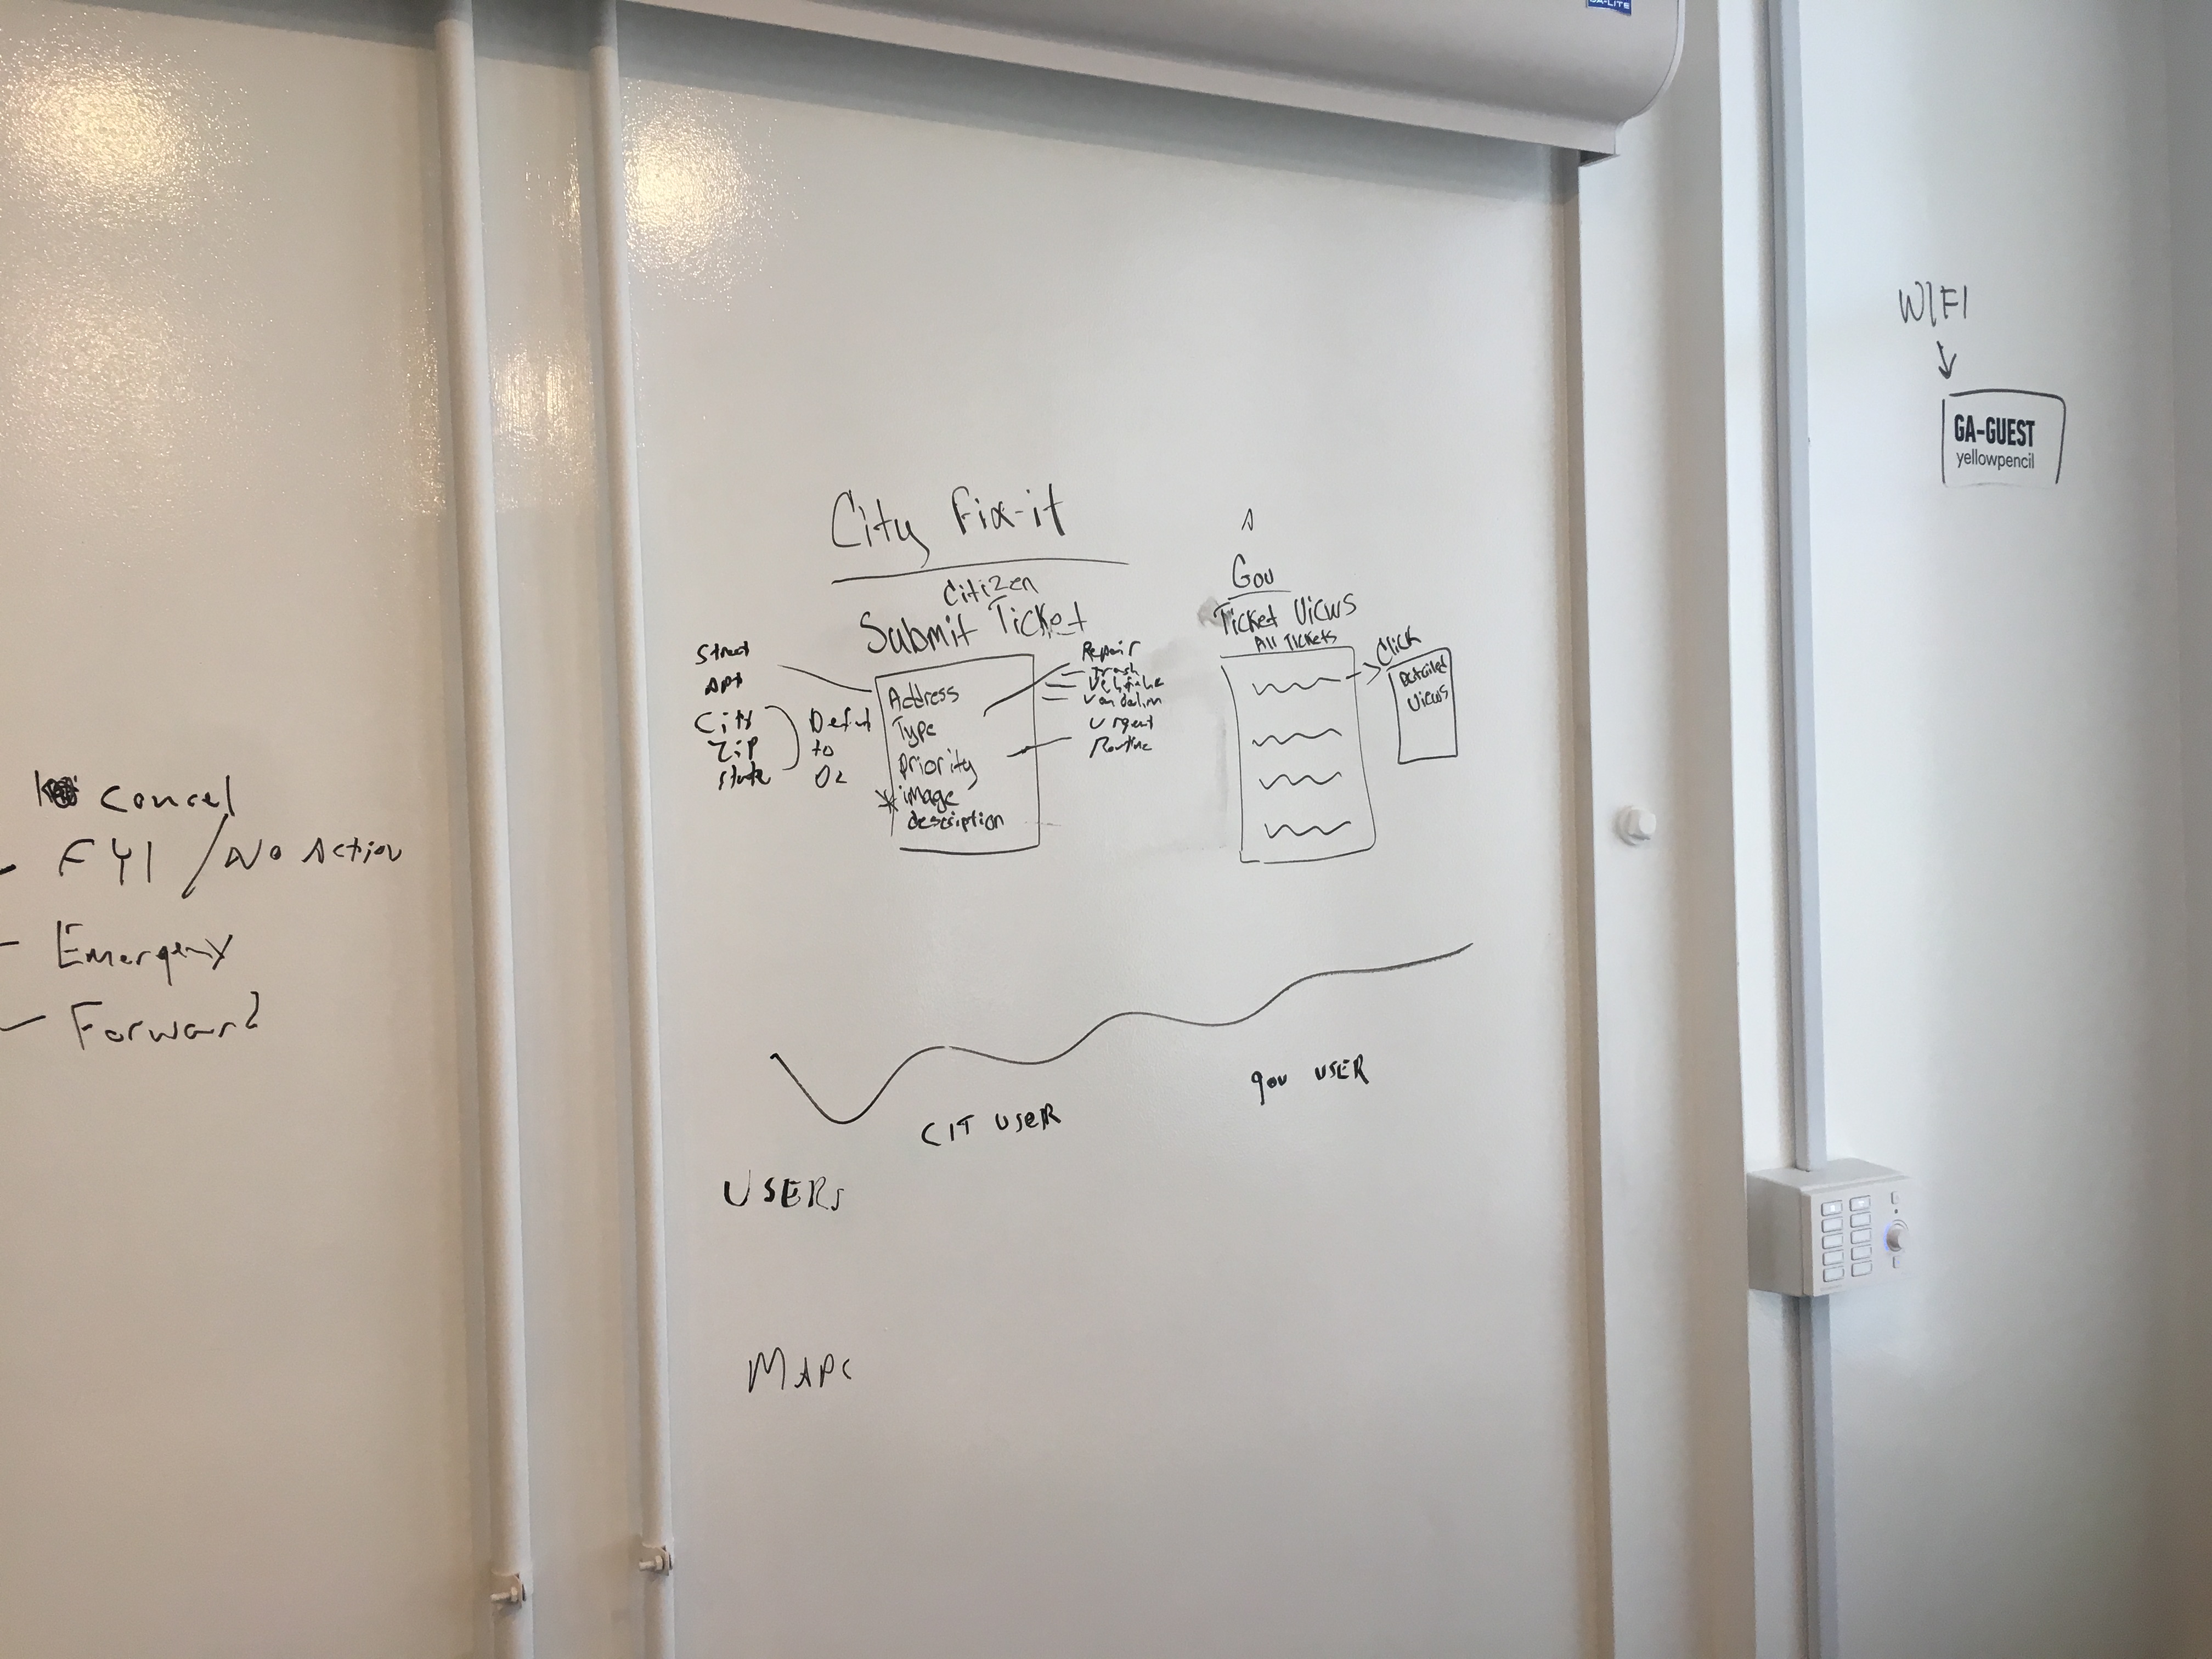 DA-LITE
WIFI
GA-GUEST
yellowpencil
City Fix-it
Citizen
Submit Ticket
Street
Apt
City
Zip
State
Default
to
Address
Type
Priority
image
description
Repair
Trash
Vehicle
Vandalism
Urgent
Routine
Gov
Ticket Views
All Tickets
Click
Detailed
Views
Cancel
FYI / No Action
Emergency
Forward
CIT USER
gov USER
USERS